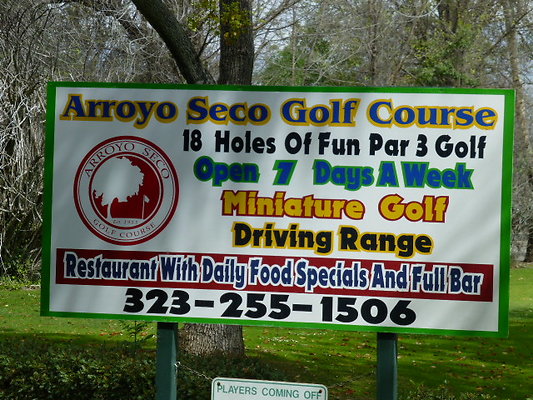 Arroyo Seco Golf Course
18 Holes Of Fun Par 3 Golf
Open 7 Days A Week
Miniature Golf
Driving Range
ARROYO SECO
GOLF COURSE
Restaurant With Daily Food Specials And Full Bar
323-255-1506
PLAYERS COMING OFF